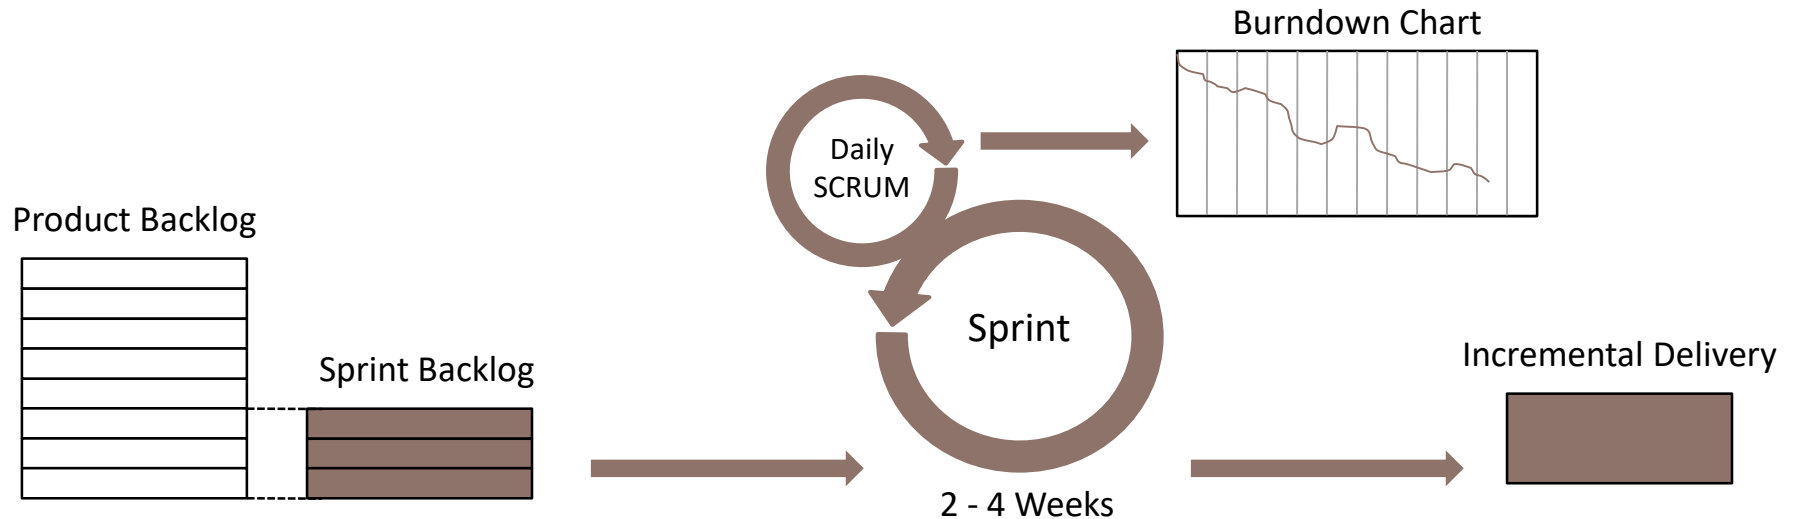 Burndown Chart
Daily
SCRUM
Product Backlog
Sprint
Sprint Backlog
Incremental Delivery
2 - 4 Weeks